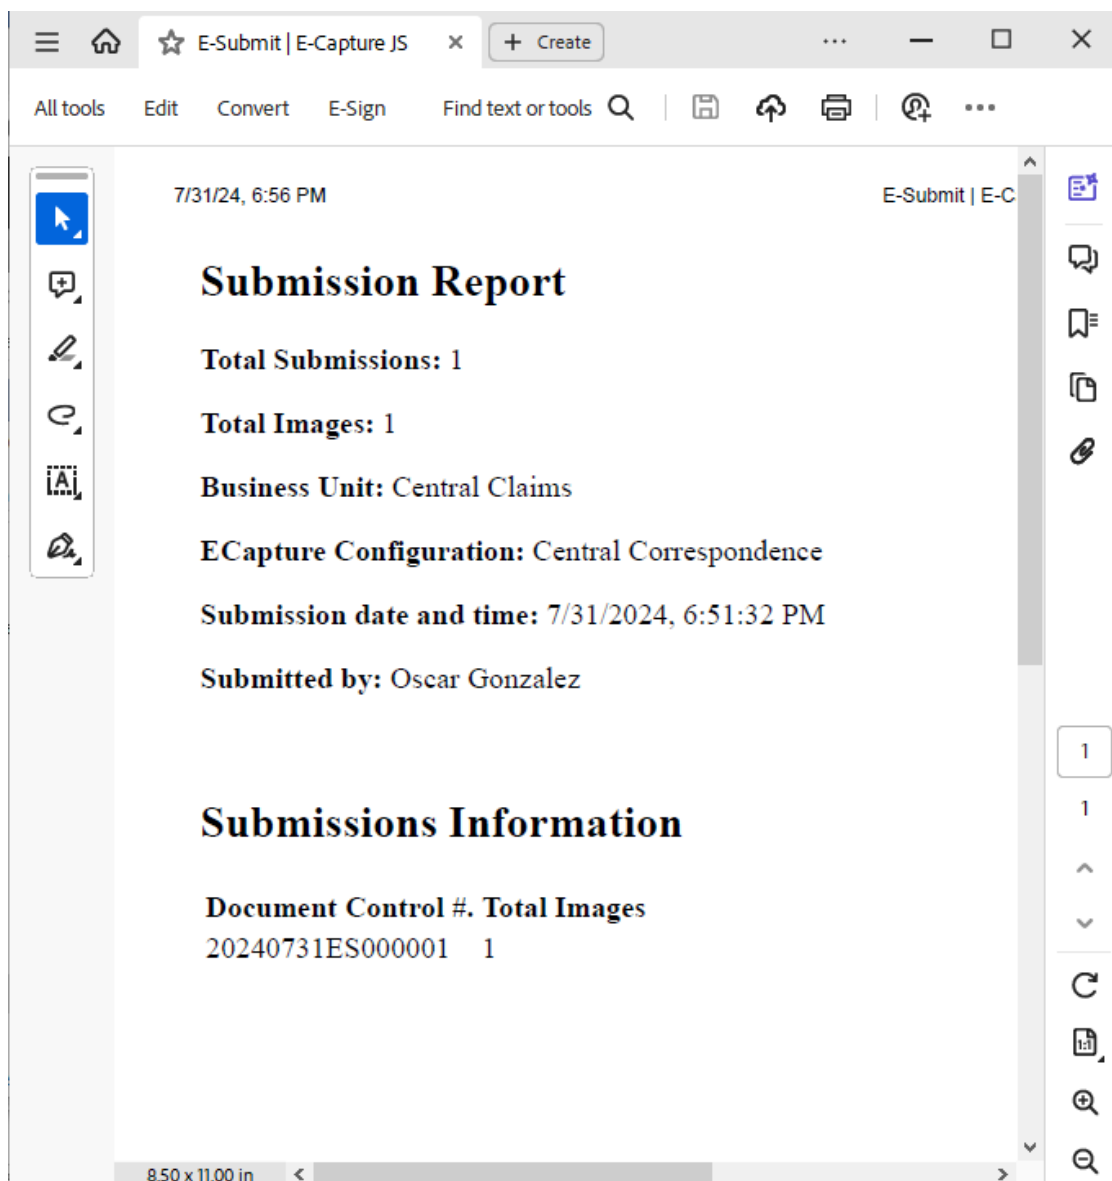 E-Submit | E-Capture JS
+ Create
All tools Edit Convert E-Sign Find text or tools
7/31/24, 6:56 PM E-Submit | E-C
Submission Report
Total Submissions: 1
Total Images: 1
Business Unit: Central Claims
ECapture Configuration: Central Correspondence
Submission date and time: 7/31/2024, 6:51:32 PM
Submitted by: Oscar Gonzalez
1
1
Submissions Information
Document Control #. Total Images
20240731ES000001 1
1:1
8.50 x 11.00 in